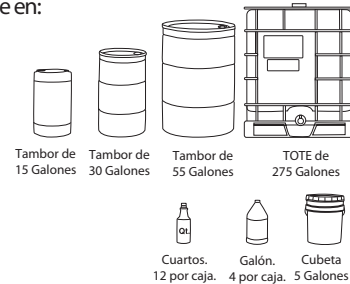 e en:
Tambor de
15 Galones
Tambor de
30 Galones
Tambor de
55 Galones
TOTE de
275 Galones
Qt.
Cuartos.
12 por caja.
Galón.
4 por caja.
Cubeta
5 Galones